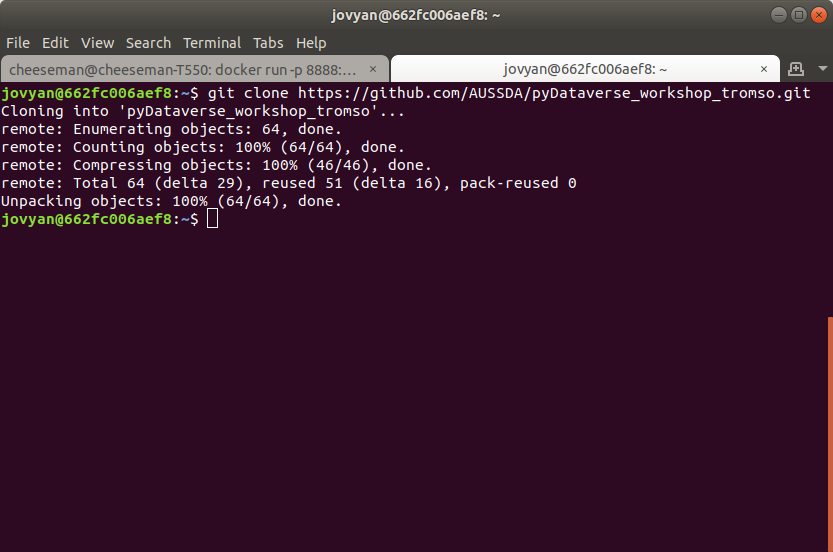 jovyan@662fc006aef8: ~
File Edit View Search Terminal Tabs Help
cheeseman@cheeseman-T550: docker run -p 8888:... × jovyan@662fc006aef8: ~ ×
jovyan@662fc006aef8:~$ git clone https://github.com/AUSSDA/pyDataverse_workshop_tromso.git
Cloning into 'pyDataverse_workshop_tromso'...
remote: Enumerating objects: 64, done.
remote: Counting objects: 100% (64/64), done.
remote: Compressing objects: 100% (46/46), done.
remote: Total 64 (delta 29), reused 51 (delta 16), pack-reused 0
Unpacking objects: 100% (64/64), done.
jovyan@662fc006aef8:~$